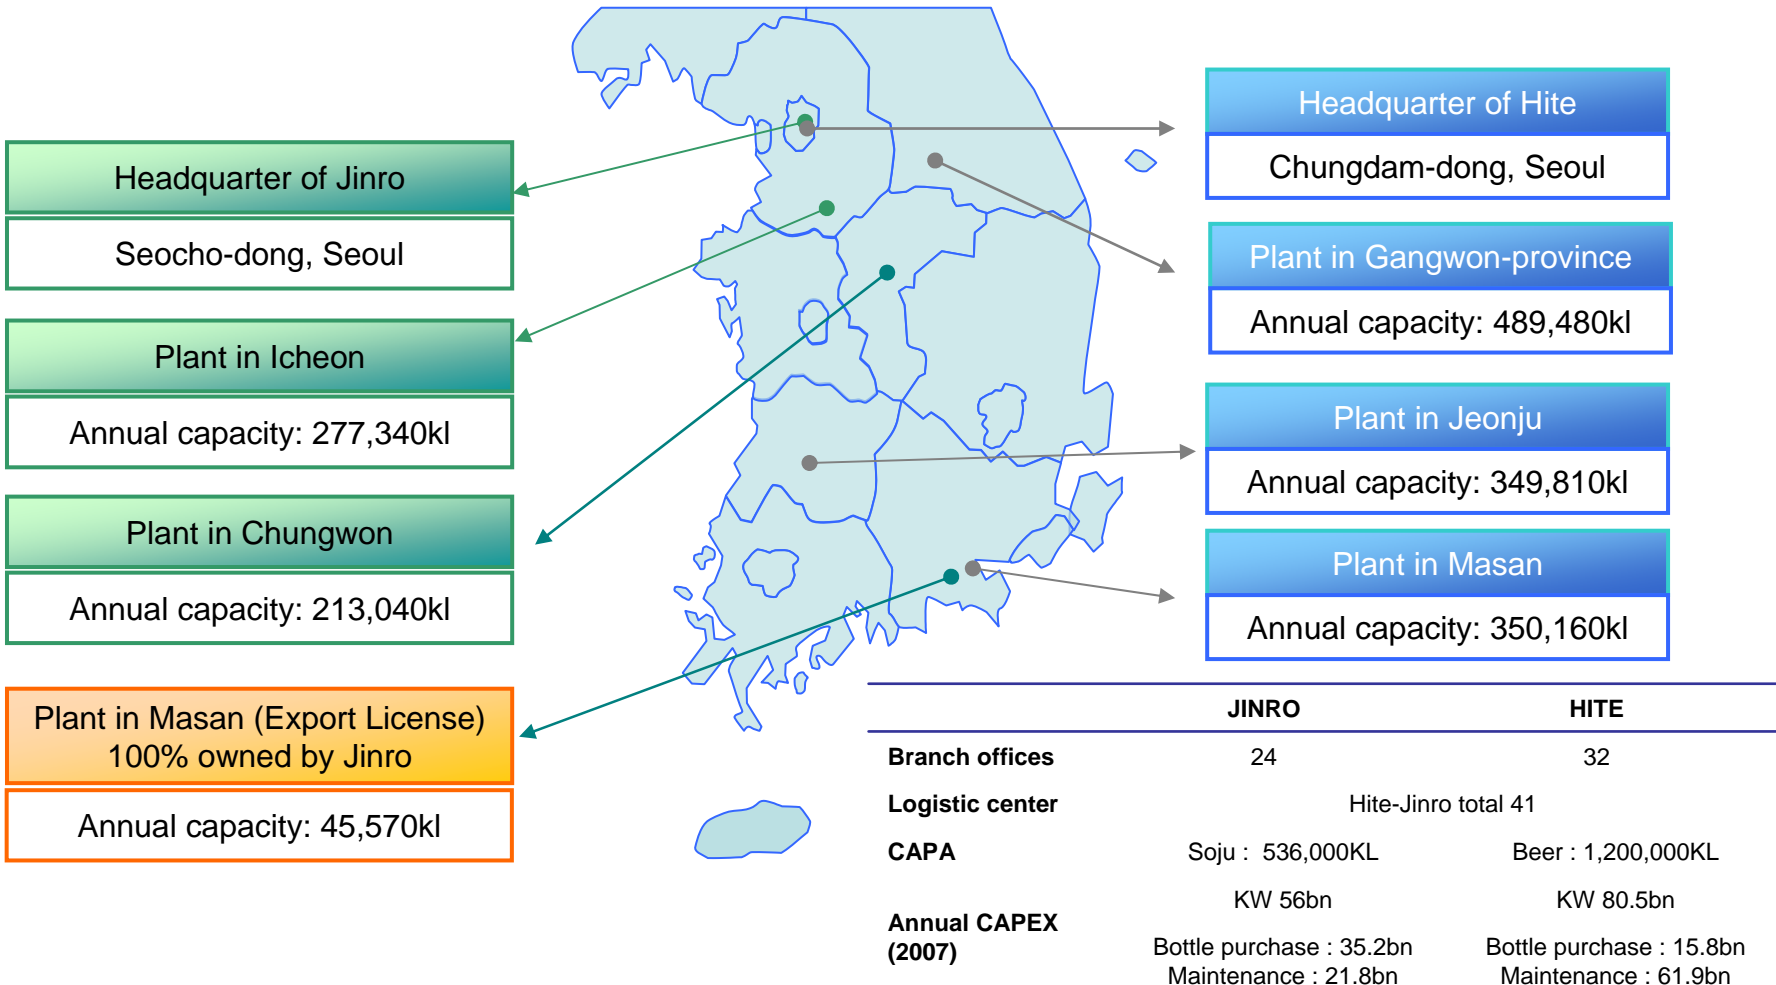 Headquarter of Jinro
Seocho-dong, Seoul
Plant in Icheon
Annual capacity: 277,340kl
Plant in Chungwon
Annual capacity: 213,040kl
Plant in Masan (Export License)
100% owned by Jinro
Annual capacity: 45,570kl
Headquarter of Hite
Chungdam-dong, Seoul
Plant in Gangwon-province
Annual capacity: 489,480kl
Plant in Jeonju
Annual capacity: 349,810kl
Plant in Masan
Annual capacity: 350,160kl
JINRO HITE
Branch offices 24 32
Logistic center Hite-Jinro total 41
CAPA Soju : 536,000KL Beer : 1,200,000KL
KW 56bn KW 80.5bn
Annual CAPEX
(2007)
Bottle purchase : 35.2bn Bottle purchase : 15.8bn
Maintenance : 21.8bn Maintenance : 61.9bn